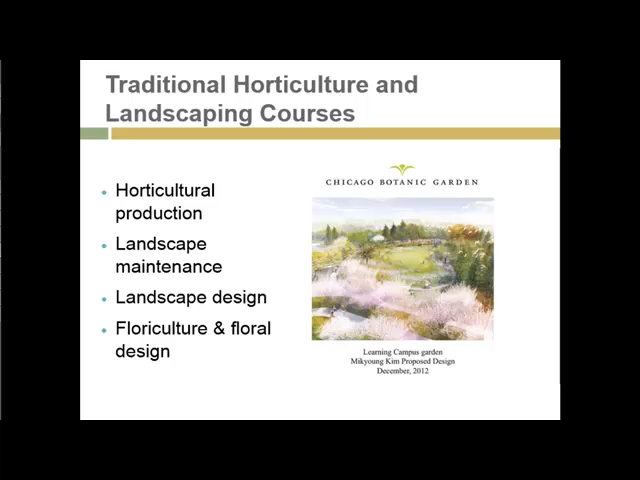 Traditional Horticulture and
Landscaping Courses
Horticultural
production
Landscape
maintenance
Landscape design
Floriculture & floral
design
CHICAGO BOTANIC GARDEN
Learning Campus garden
Mikyoung Kim Proposed Design
December, 2012